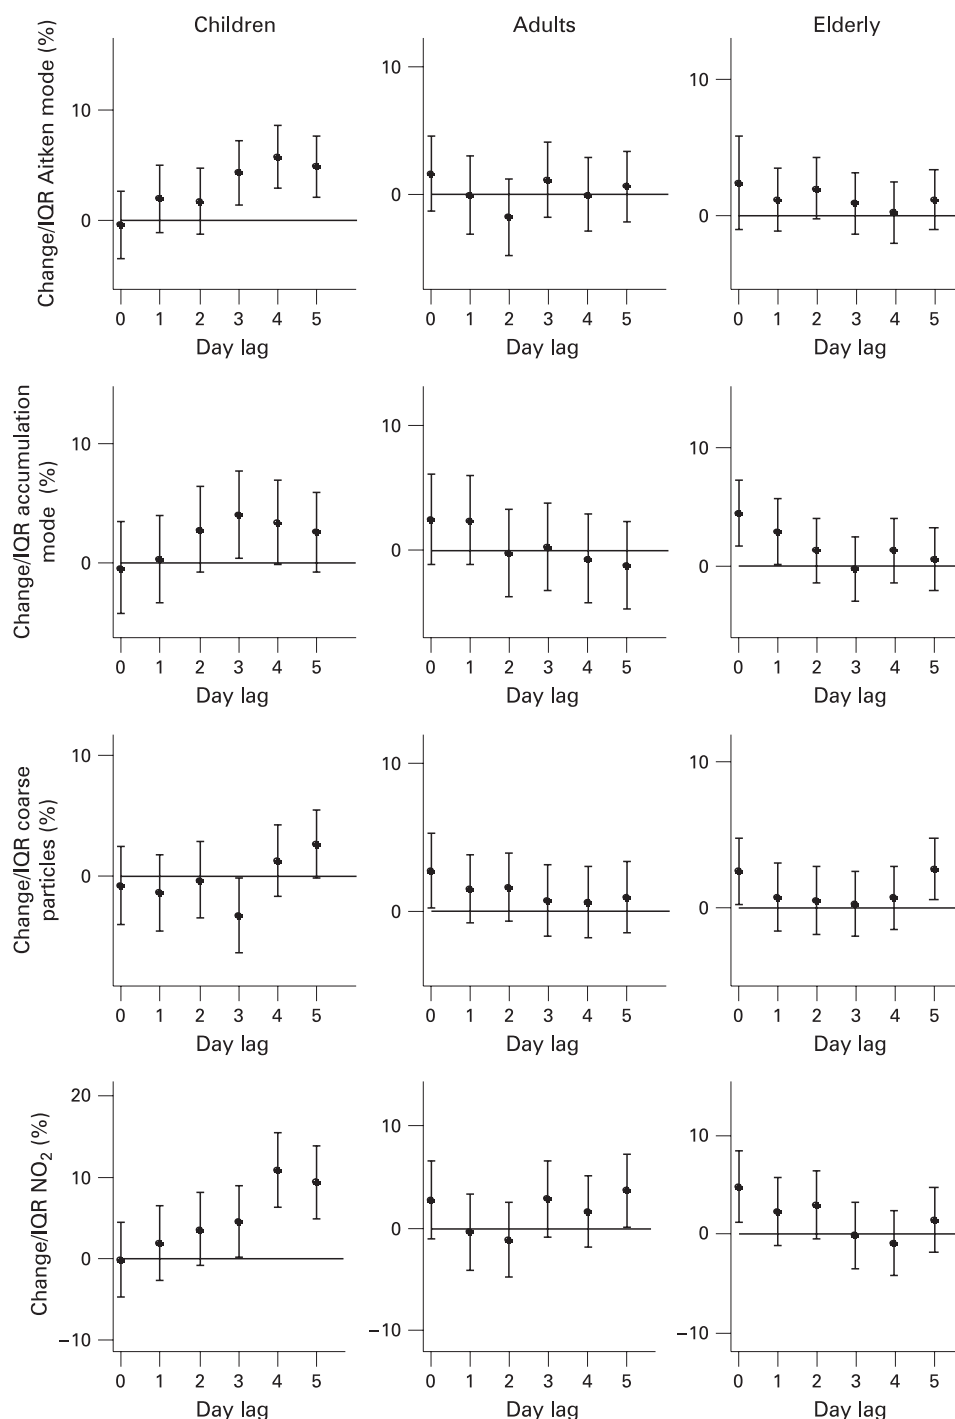 Children Adults Elderly
Change/IQR Aitken mode (%)
10 10 10
0 0 0
0 1 2 3 4 5 0 1 2 3 4 5 0 1 2 3 4 5
Day lag Day lag Day lag
Change/IQR accumulation
mode (%)
10 10 10
0 0 0
0 1 2 3 4 5 0 1 2 3 4 5 0 1 2 3 4 5
Day lag Day lag Day lag
Change/IQR coarse
particles (%)
10 10 10
0 0 0
0 1 2 3 4 5 0 1 2 3 4 5 0 1 2 3 4 5
Day lag Day lag Day lag
Change/IQR NO₂ (%)
20
10 10 10
0 0 0
−10 −10 −10
0 1 2 3 4 5 0 1 2 3 4 5 0 1 2 3 4 5
Day lag Day lag Day lag